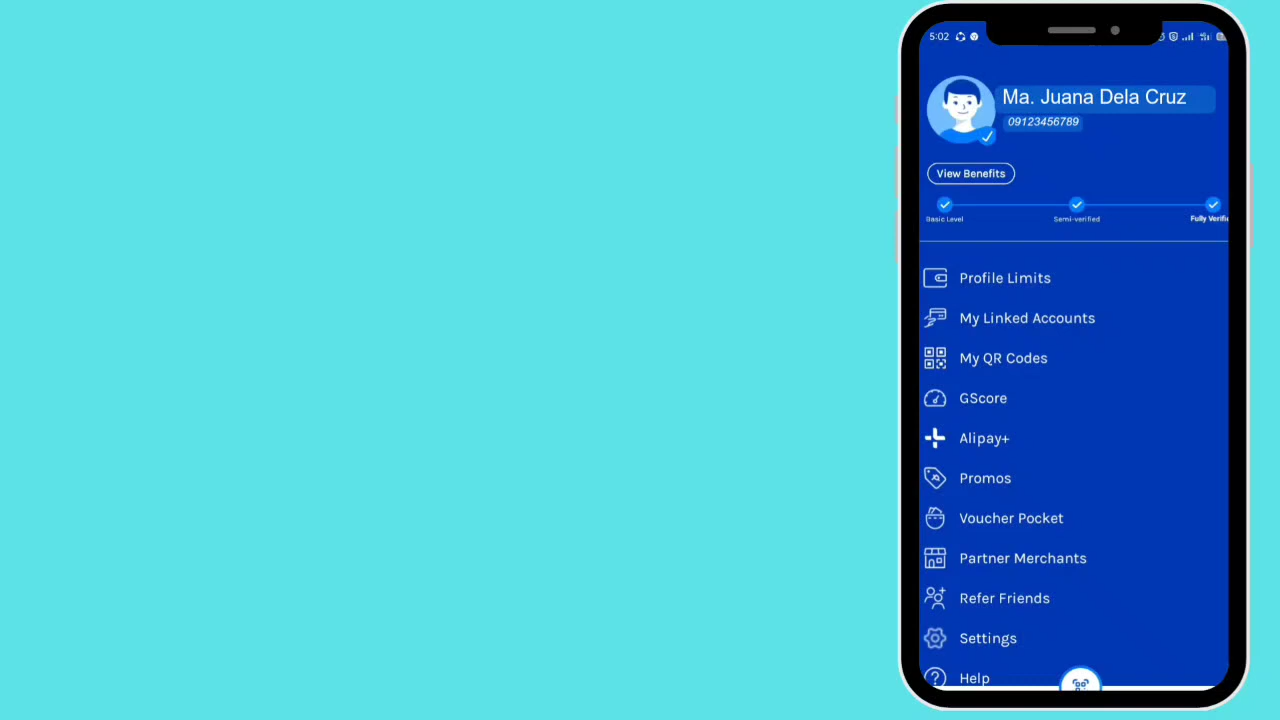 5:02
Ma. Juana Dela Cruz
09123456789
View Benefits
Basic Level
Semi-verified
Fully
Profile Limits
My Linked Accounts
My QR Codes
GScore
Alipay+
Promos
Voucher Pocket
Partner Merchants
Refer Friends
Settings
Help